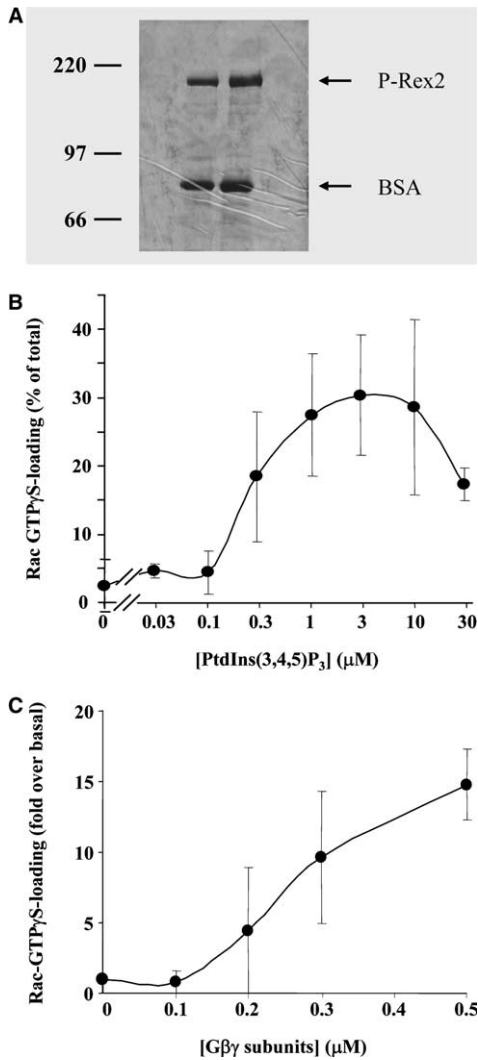 A
220
P-Rex2
97
BSA
66
B
Rac GTPγS-loading (% of total)
40
30
20
10
0
0 0.03 0.1 0.3 1 3 10 30
[PtdIns(3,4,5)P3] (μM)
C
Rac-GTPγS-loading (fold over basal)
20
15
10
5
0
0 0.1 0.2 0.3 0.4 0.5
[Gβγ subunits] (μM)